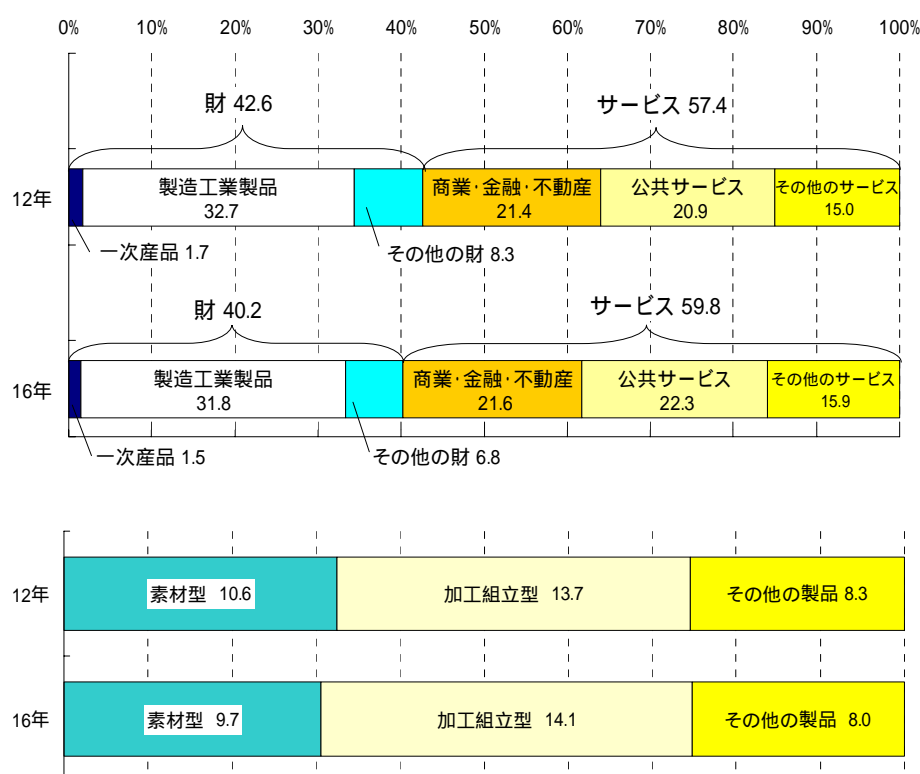 0% 10% 20% 30% 40% 50% 60% 70% 80% 90% 100%
財 42.6 サービス 57.4
12年 製造工業製品 商業･金融･不動産 公共サービス その他のサービス
32.7 21.4 20.9 15.0
一次産品 1.7 その他の財 8.3
財 40.2 サービス 59.8
16年 製造工業製品 商業･金融･不動産 公共サービス その他のサービス
31.8 21.6 22.3 15.9
一次産品 1.5 その他の財 6.8
12年 素材型 10.6 加工組立型 13.7 その他の製品 8.3
16年 素材型 9.7 加工組立型 14.1 その他の製品 8.0